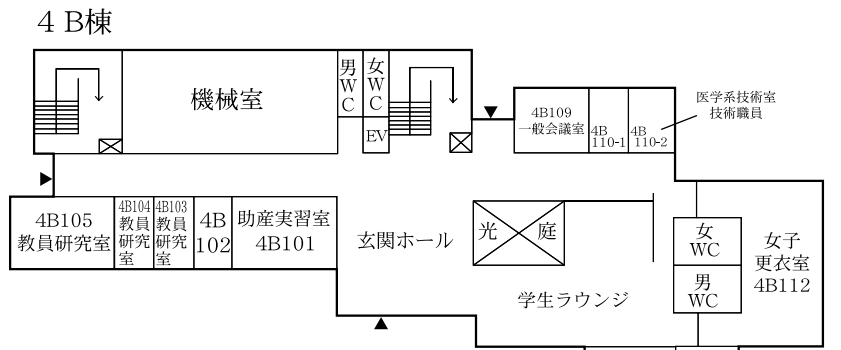 4 B棟
機械室
男WC
女WC
EV
4B109
一般会議室
4B
110-1
4B
110-2
医学系技術室
技術職員
4B105
教員研究室
4B104
教員
研究
室
4B103
教員
研究
室
4B
102
助産実習室
4B101
玄関ホール
光庭
学生ラウンジ
女
WC
男
WC
女子
更衣室
4B112